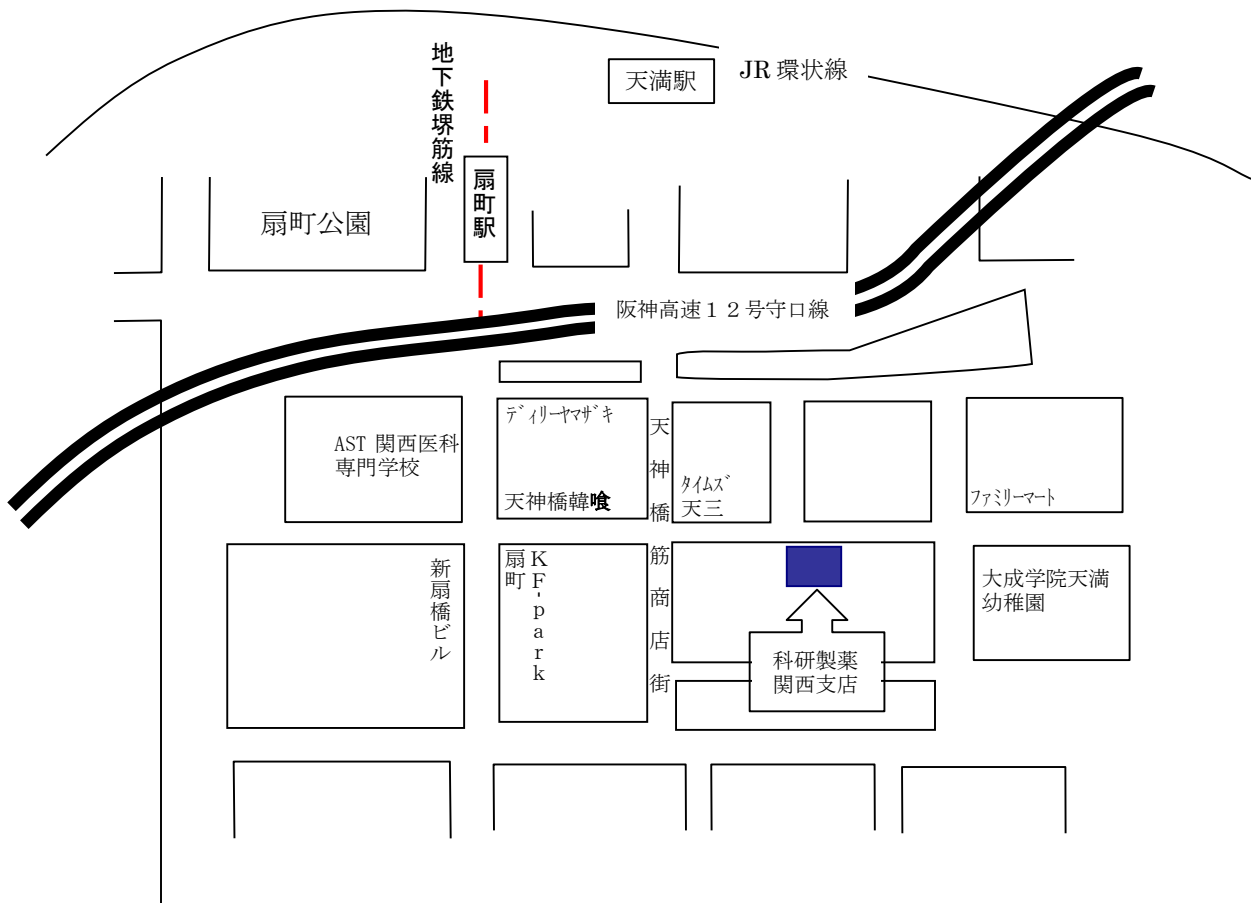 地下鉄堺筋線
天満駅
JR 環状線
扇町駅
扇町公園
阪神高速１２号守口線
AST 関西医科
専門学校
ﾃﾞｨﾘｰﾔﾏｻﾞｷ
天神橋韓喰
天神橋筋商店街
ﾀｲﾑｽﾞ
天三
ﾌｧﾐﾘｰﾏｰﾄ
新扇橋ビル
ＫＦ-ｐａｒｋ
扇町
科研製薬
関西支店
大成学院天満
幼稚園